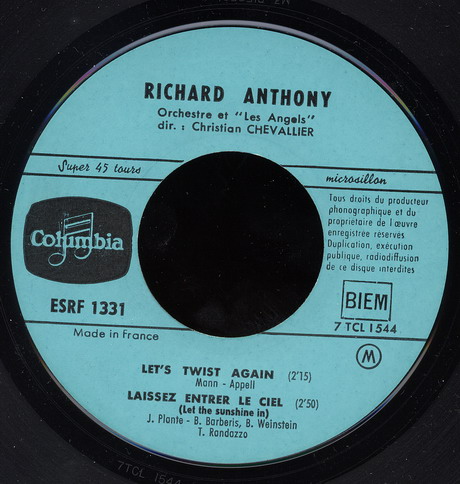 RICHARD ANTHONY
Orchestre et "Les Angels"
dir. : Christian CHEVALLIER
Super 45 tours
microsillon
Columbia
Tous droits du producteur
phonographique et du
propriétaire de l'œuvre
enregistrée réservés
Duplication, exécution
publique, radiodiffusion
de ce disque interdites
ESRF 1331
BIEM
7 TCL 1544
Made in France
M
LET'S TWIST AGAIN (2'15)
Mann - Appell
LAISSEZ ENTRER LE CIEL (2'50)
(Let the sunshine in)
J. Plante - B. Barberis, B. Weinstein
T. Randazzo
7TCL 1544